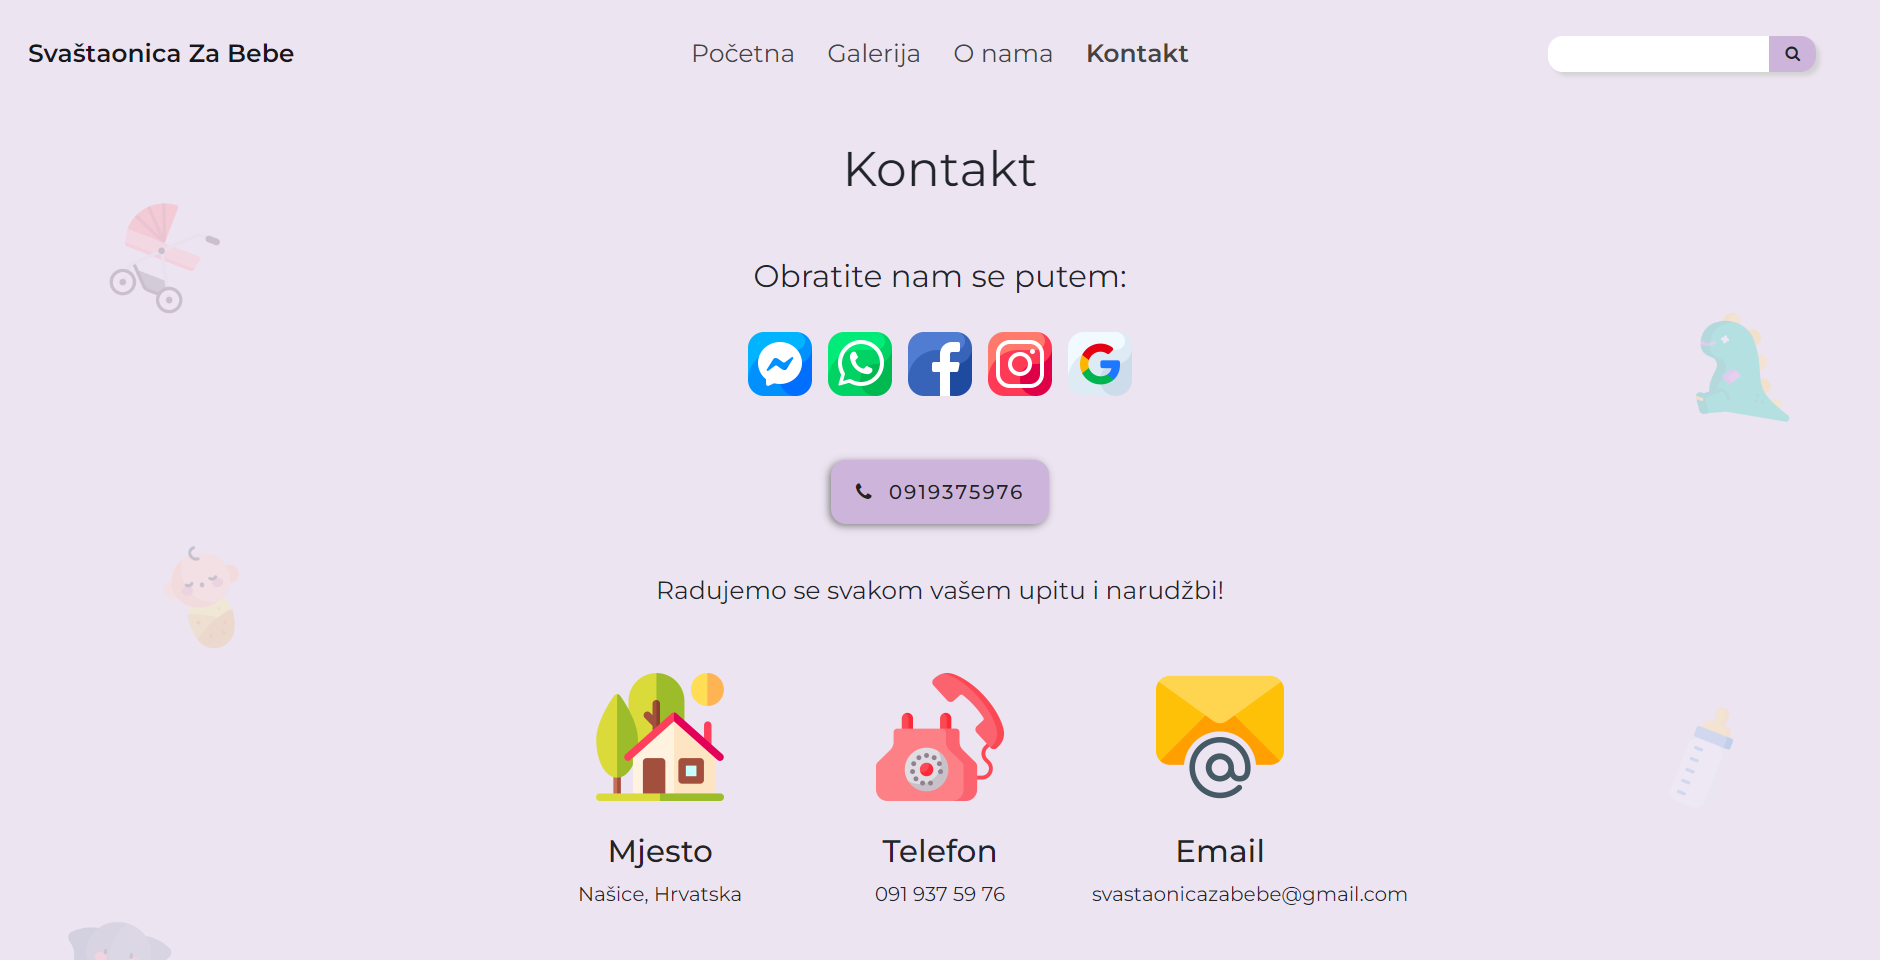 Svaštaonica Za Bebe
Početna Galerija O nama Kontakt
Kontakt
Obratite nam se putem:
0919375976
Radujemo se svakom vašem upitu i narudžbi!
Mjesto Telefon Email
Našice, Hrvatska 091 937 59 76 svastaonicazabebe@gmail.com